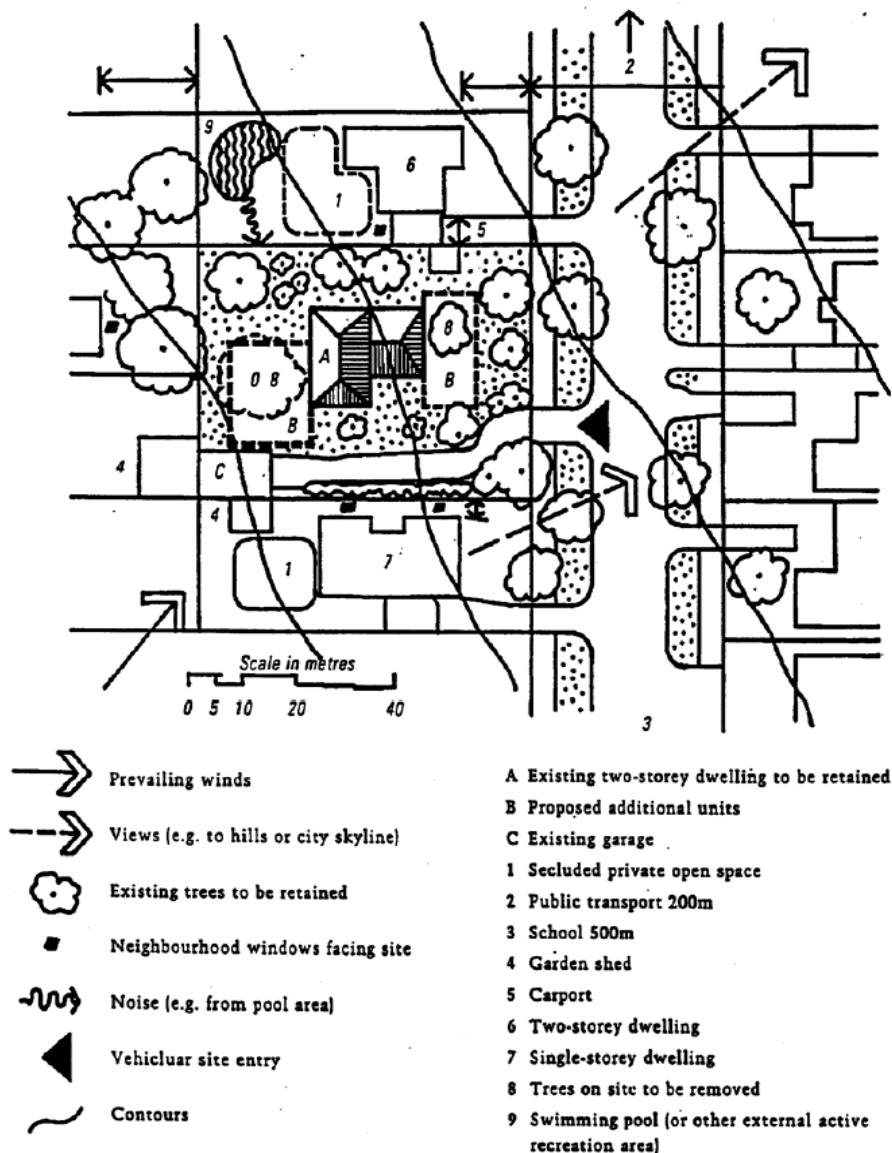 2
9
6
1
5
A
8
B
0 8
B
4
C
4
1
7
Scale in metres
0 5 10 20 40
3
Prevailing winds
Views (e.g. to hills or city skyline)
Existing trees to be retained
Neighbourhood windows facing site
Noise (e.g. from pool area)
Vehicluar site entry
Contours
A Existing two-storey dwelling to be retained
B Proposed additional units
C Existing garage
1 Secluded private open space
2 Public transport 200m
3 School 500m
4 Garden shed
5 Carport
6 Two-storey dwelling
7 Single-storey dwelling
8 Trees on site to be removed
9 Swimming pool (or other external active
recreation area)